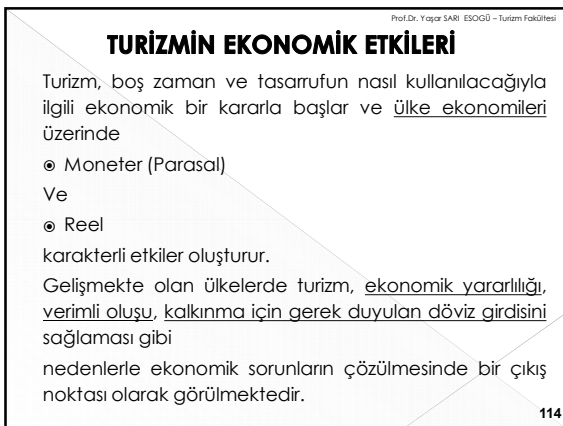 Prof.Dr. Yaşar SARI ESOGÜ – Turizm Fakültesi
TURİZMİN EKONOMİK ETKİLERİ
Turizm, boş zaman ve tasarrufun nasıl kullanılacağıyla
ilgili ekonomik bir kararla başlar ve ülke ekonomileri
üzerinde
⦿ Moneter (Parasal)
Ve
⦿ Reel
karakterli etkiler oluşturur.
Gelişmekte olan ülkelerde turizm, ekonomik yararlılığı,
verimli oluşu, kalkınma için gerek duyulan döviz girdisini
sağlaması gibi
nedenlerle ekonomik sorunların çözülmesinde bir çıkış
noktası olarak görülmektedir.
114